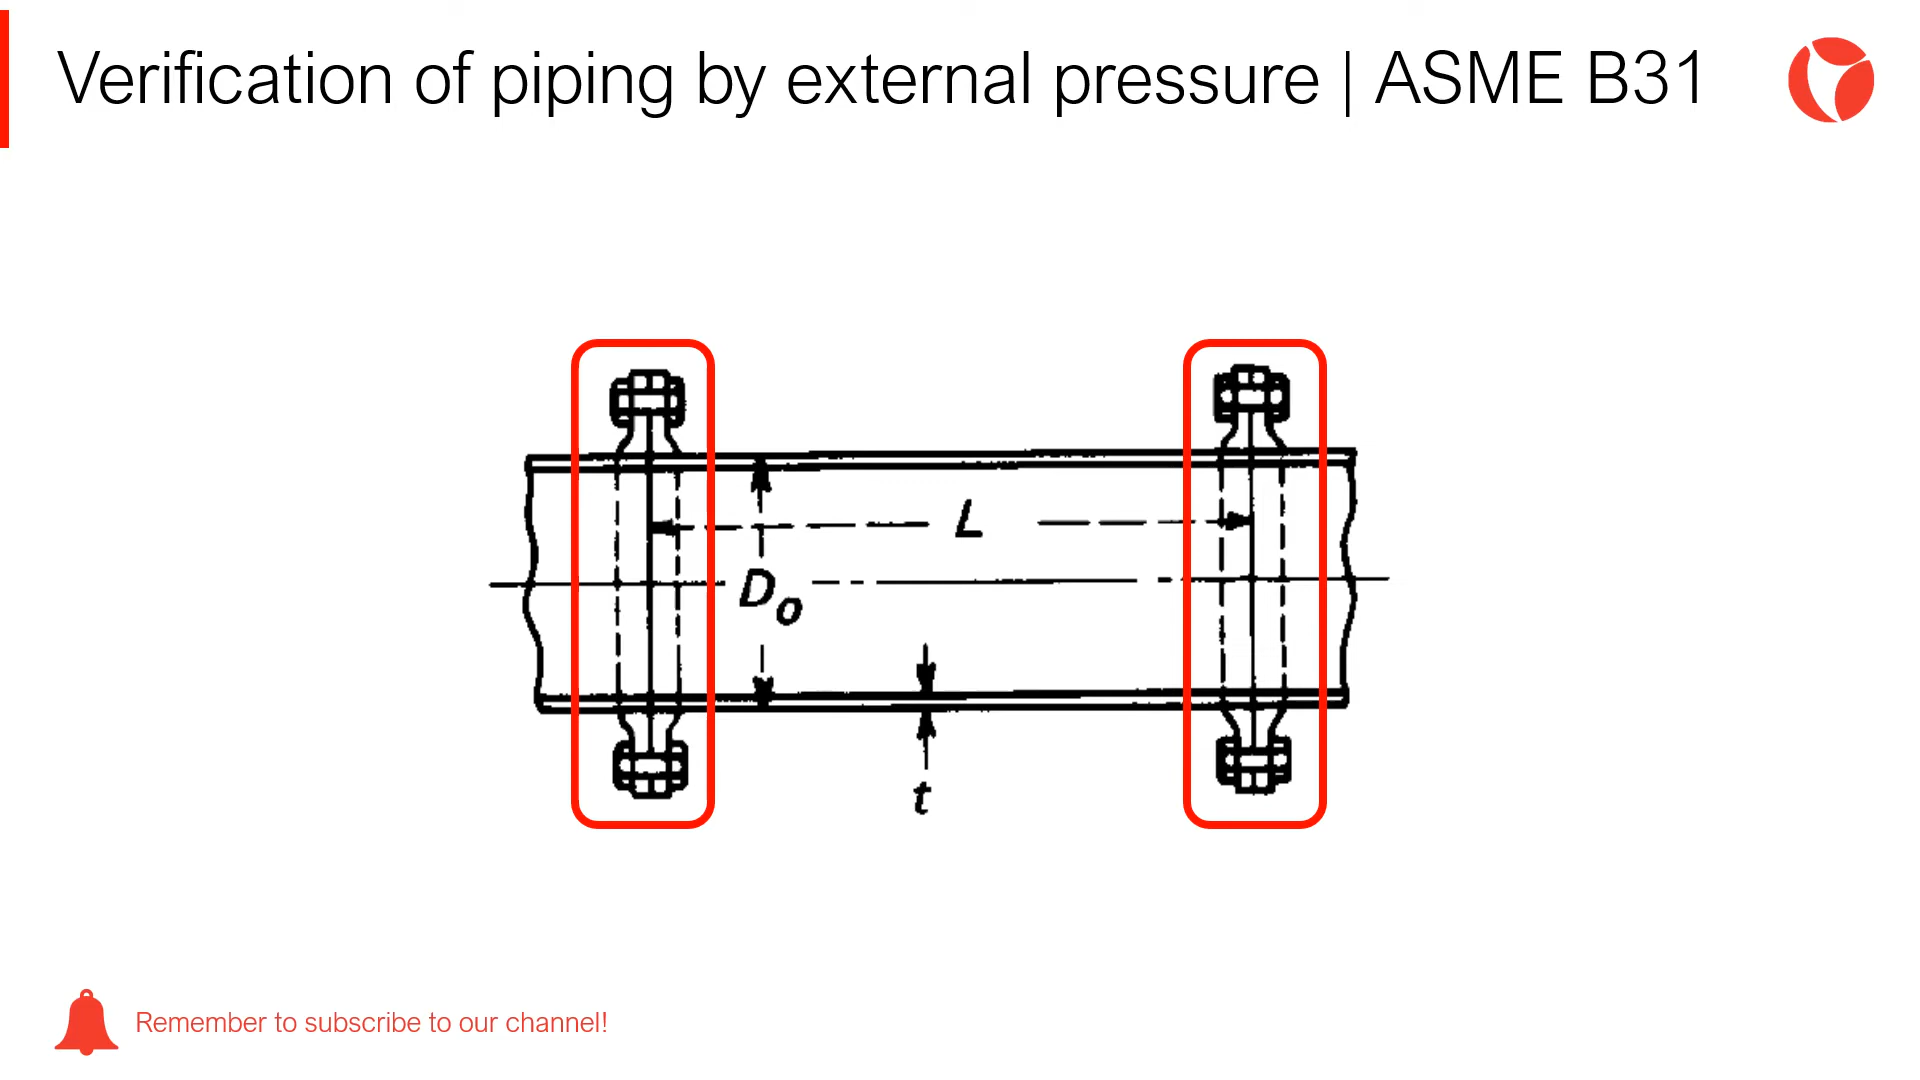 Verification of piping by external pressure | ASME B31
L
Do
t
Remember to subscribe to our channel!